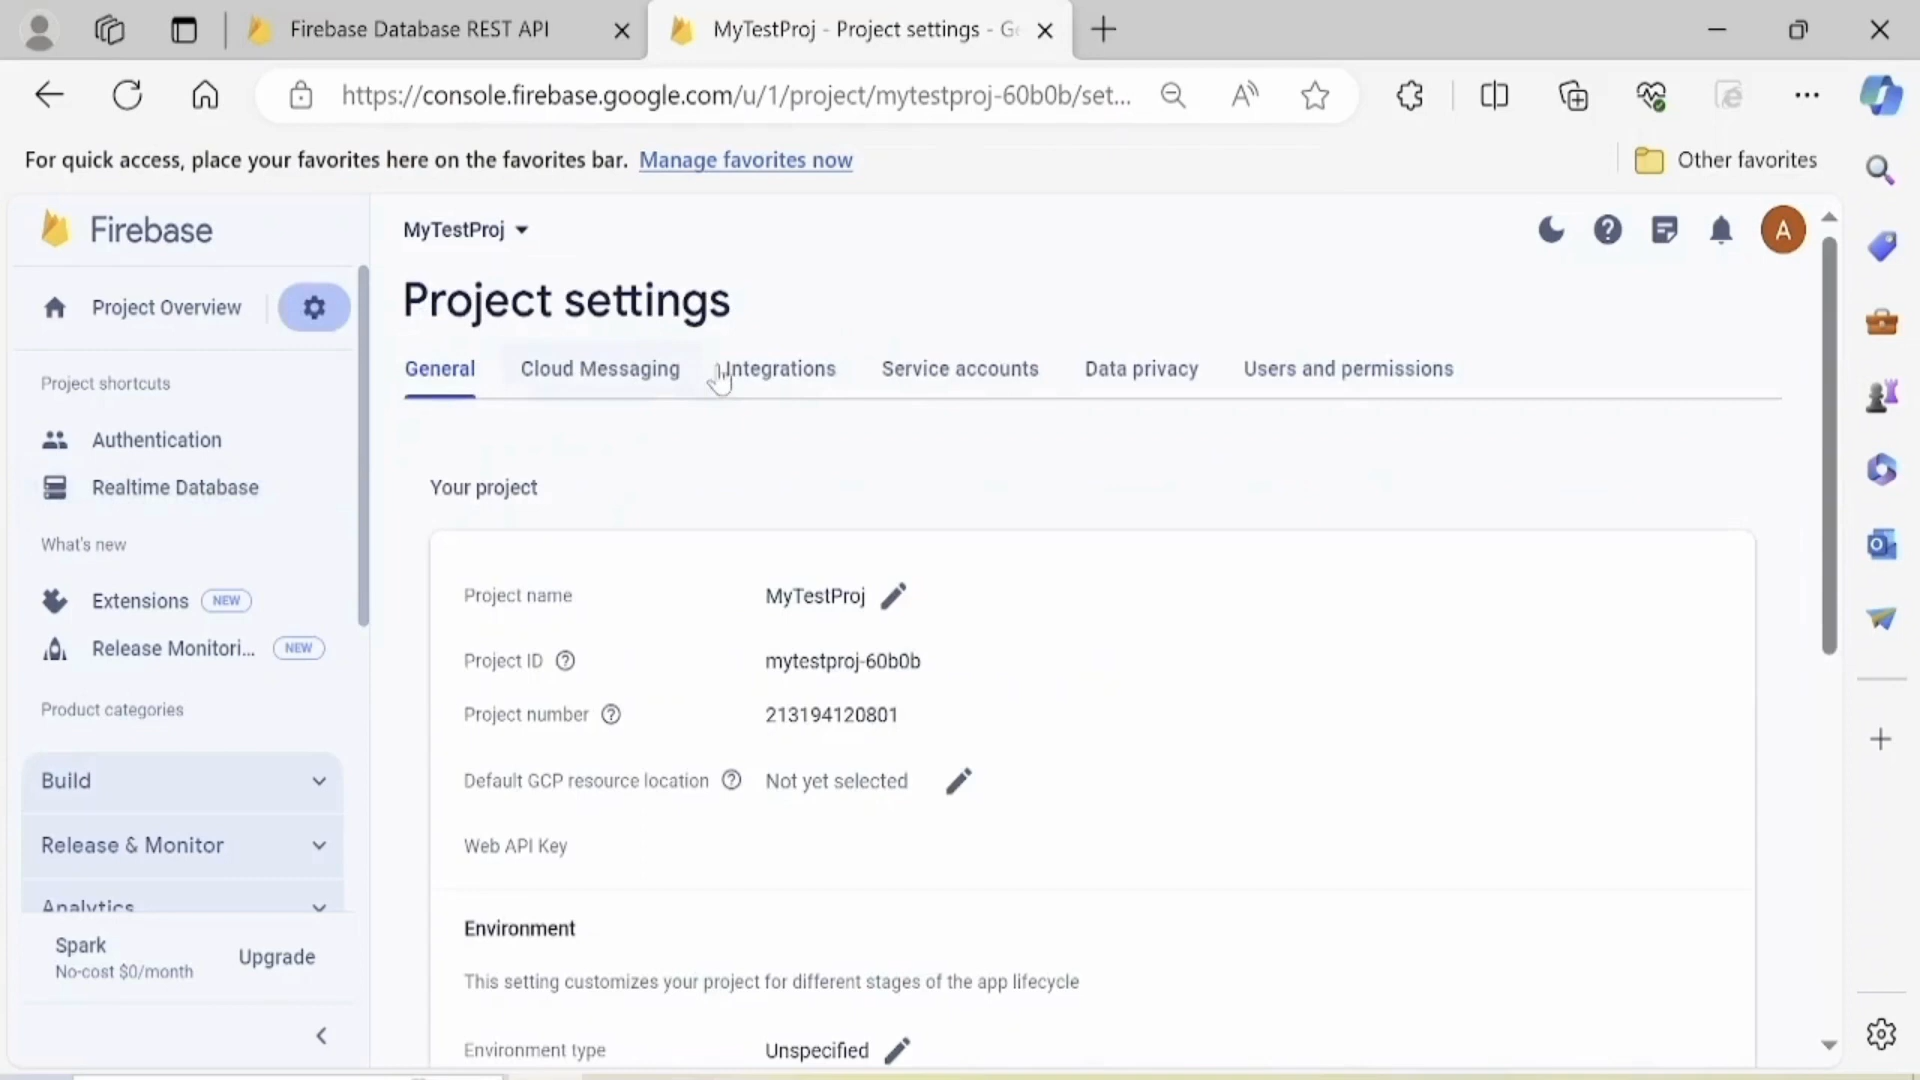 Firebase Database REST API
MyTestProj - Project settings - Ge
https://console.firebase.google.com/u/1/project/mytestproj-60b0b/set...
For quick access, place your favorites here on the favorites bar. Manage favorites now
Other favorites
Firebase
MyTestProj
A
Project settings
Project Overview
General Cloud Messaging Integrations Service accounts Data privacy Users and permissions
Project shortcuts
Authentication
Realtime Database
What's new
Extensions NEW
Release Monitori... NEW
Product categories
Build
Release & Monitor
Analytics
Spark
No-cost $0/month
Upgrade
Your project
Project name MyTestProj
Project ID mytestproj-60b0b
Project number 213194120801
Default GCP resource location Not yet selected
Web API Key
Environment
This setting customizes your project for different stages of the app lifecycle
Environment type Unspecified